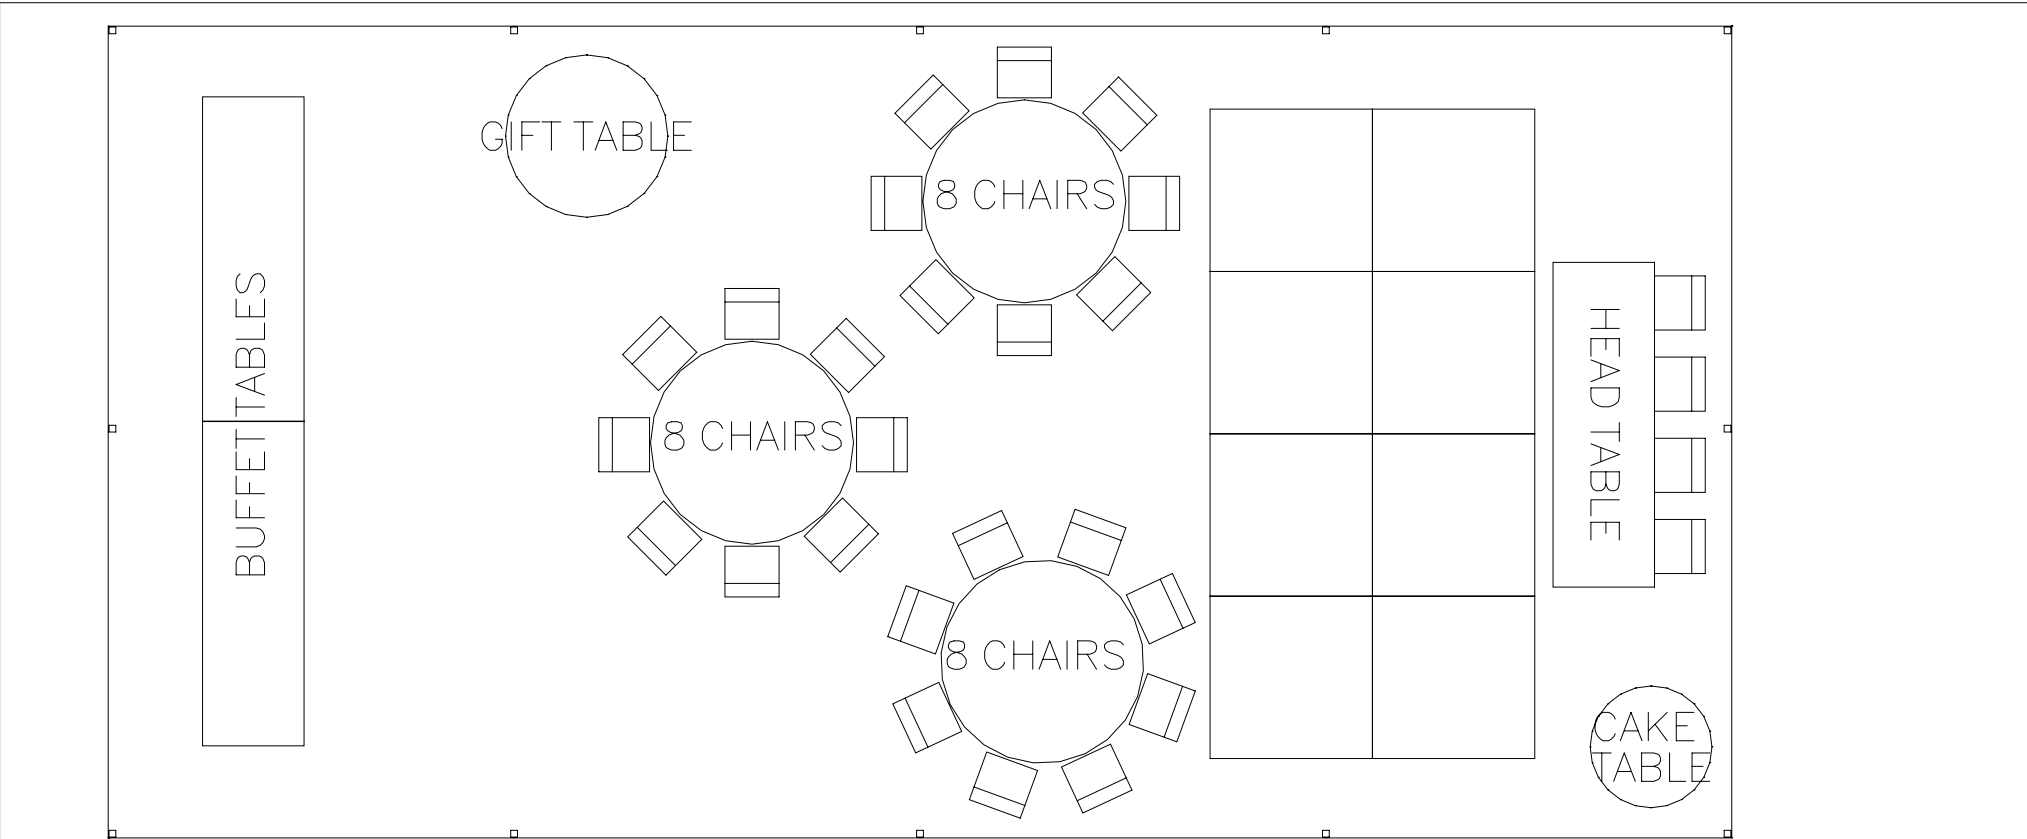 GIFT TABLE
8 CHAIRS
BUFFET TABLES
8 CHAIRS
HEAD TABLE
8 CHAIRS
CAKE
TABLE